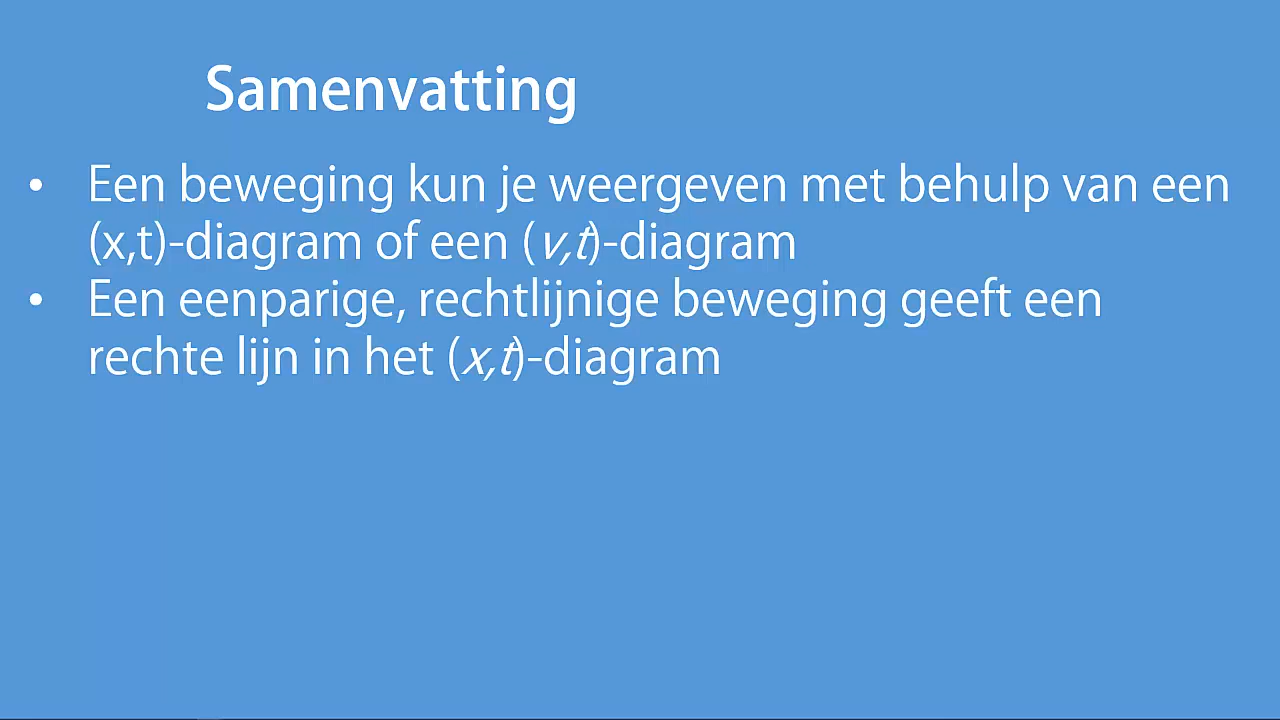 Samenvatting
• Een beweging kun je weergeven met behulp van een
(x,t)-diagram of een (v,t)-diagram
• Een eenparige, rechtlijnige beweging geeft een
rechte lijn in het (x,t)-diagram